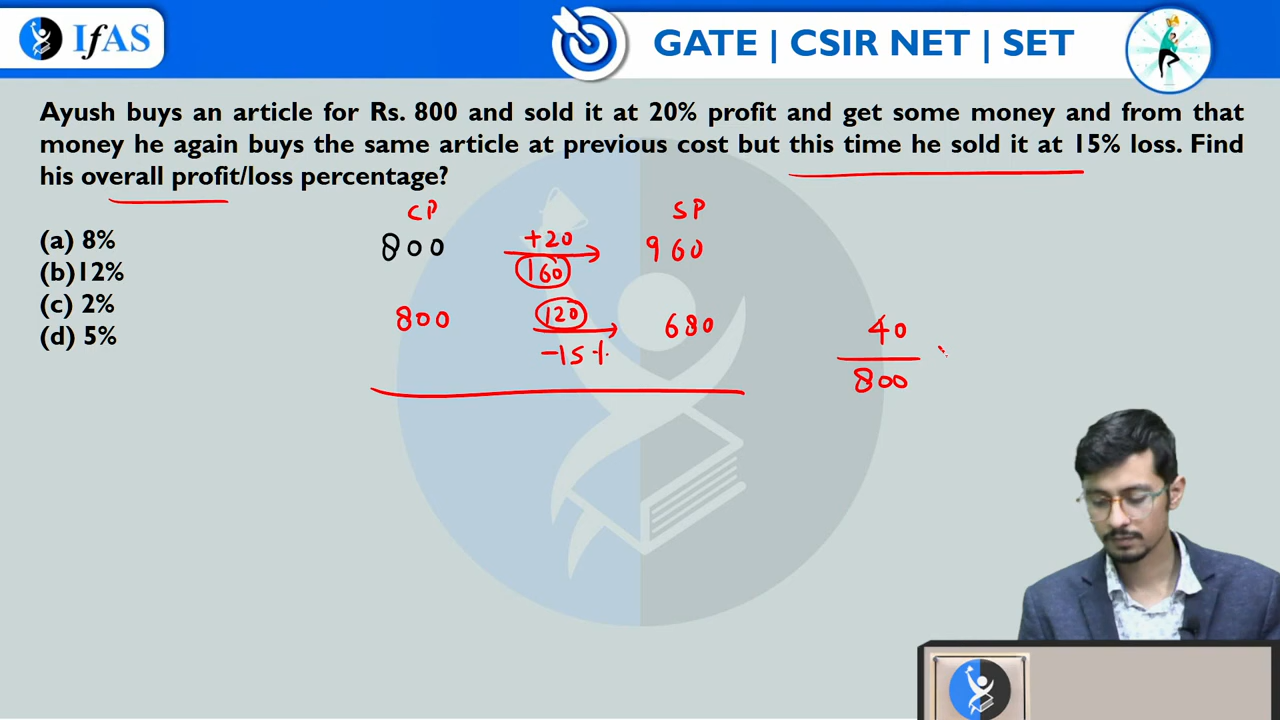 IfAS
GATE | CSIR NET | SET
Ayush buys an article for Rs. 800 and sold it at 20% profit and get some money and from that
money he again buys the same article at previous cost but this time he sold it at 15% loss. Find
his overall profit/loss percentage?
(a) 8%
(b)12%
(c) 2%
(d) 5%
CP SP
800 +20 960
160
800 120 680
-15%
40
800